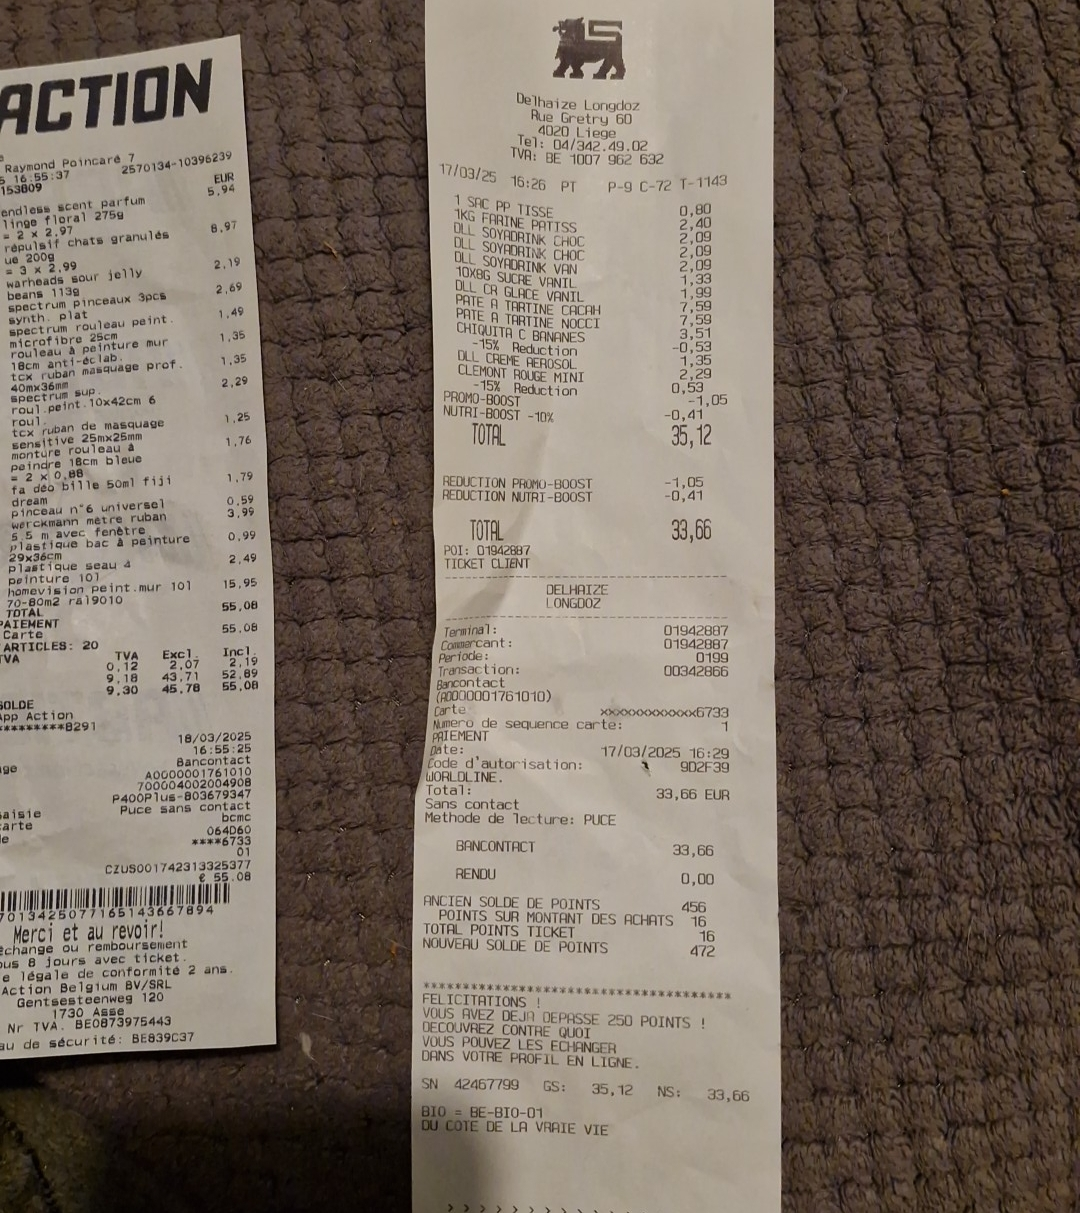 ACTION
Raymond Poincaré 7
16:55:37 2570134-10396239
153809 EUR
endless scent parfum 5,94
linge floral 275g
= 2 x 2,97
répulsif chats granulés 8,97
ue 200g
= 3 x 2,99
warheads sour jelly 2,19
beans 113g
spectrum pinceaux 3pcs 2,69
synth. plat
spectrum rouleau peint. 1,49
microfibre 25cm
rouleau à peinture mur 1,35
18cm anti-éclab.
tcx ruban masquage prof. 1,35
40mx36mm
spectrum sup. 2,29
roul.peint.10x42cm 6
roul.
tcx ruban de masquage 1,25
sensitive 25mx25mm
monture rouleau à 1,76
peindre 18cm bleue
= 2 x 0,88
fa déo bille 50ml fiji 1,79
dream
pinceau n°6 universel 0,59
werckmann mètre ruban 3,99
5,5 m avec fenêtre
plastique bac à peinture 0,99
29x36cm
plastique seau à 2,49
peinture 10l
homevision peint.mur 10l 15,95
70-80m2 ral9010
TOTAL 55,08
PAIEMENT
Carte 55,08
ARTICLES: 20
TVA TVA Excl. Incl.
0,12 2,07 2,19
9,18 43,71 52,89
9,30 45,78 55,08
SOLDE
App Action
*********8291
18/03/2025
16:55:25
ge Bancontact
A0000001761010
700004002004908
P400Plus-803679347
aisie Puce sans contact
arte bcmc
e 064D60
****6733
01
CZUS001742313325377
€ 55.08
7013425077165143667894
Merci et au revoir!
échange ou remboursement
ous 8 jours avec ticket.
e légale de conformité 2 ans.
Action Belgium BV/SRL
Gentsesteenweg 120
1730 Asse
Nr TVA. BE0873975443
au de sécurité: BE839C37
Delhaize Longdoz
Rue Gretry 60
4020 Liege
Tel: 04/342.49.02
TVA: BE 1007 962 632
17/03/25 16:26 PT P-9 C-72 T-1143
1 SAC PP TISSE 0,80
1KG FARINE PATISS 2,40
DLL SOYADRINK CHOC 2,09
DLL SOYADRINK CHOC 2,09
DLL SOYADRINK VAN 2,09
10X8G SUCRE VANIL 1,33
DLL CR GLACE VANIL 1,99
PATE A TARTINE CACAH 7,59
PATE A TARTINE NOCCI 7,59
CHIQUITA C BANANES 3,51
-15% Reduction -0,53
DLL CREME AEROSOL 1,35
CLEMONT ROUGE MINI 2,29
-15% Reduction 0,53
PROMO-BOOST -1,05
NUTRI-BOOST -10% -0,41
TOTAL 35,12
REDUCTION PROMO-BOOST -1,05
REDUCTION NUTRI-BOOST -0,41
TOTAL 33,66
POI: 01942887
TICKET CLIENT
DELHAIZE
LONGDOZ
Terminal: 01942887
Commercant: 01942887
Periode: 0199
Transaction: 00342866
Bancontact
(A0000001761010)
Carte xxxxxxxxxxxx6733
Numero de sequence carte: 1
PAIEMENT
Date: 17/03/2025 16:29
Code d'autorisation: 9D2F39
WORLDLINE.
Total: 33,66 EUR
Sans contact
Methode de lecture: PUCE
BANCONTACT 33,66
RENDU 0,00
ANCIEN SOLDE DE POINTS 456
POINTS SUR MONTANT DES ACHATS 16
TOTAL POINTS TICKET 16
NOUVEAU SOLDE DE POINTS 472
************************************
FELICITATIONS !
VOUS AVEZ DEJA DEPASSE 250 POINTS !
DECOUVREZ CONTRE QUOI
VOUS POUVEZ LES ECHANGER
DANS VOTRE PROFIL EN LIGNE.
SN 42467799 GS: 35,12 NS: 33,66
BIO = BE-BIO-01
DU COTE DE LA VRAIE VIE